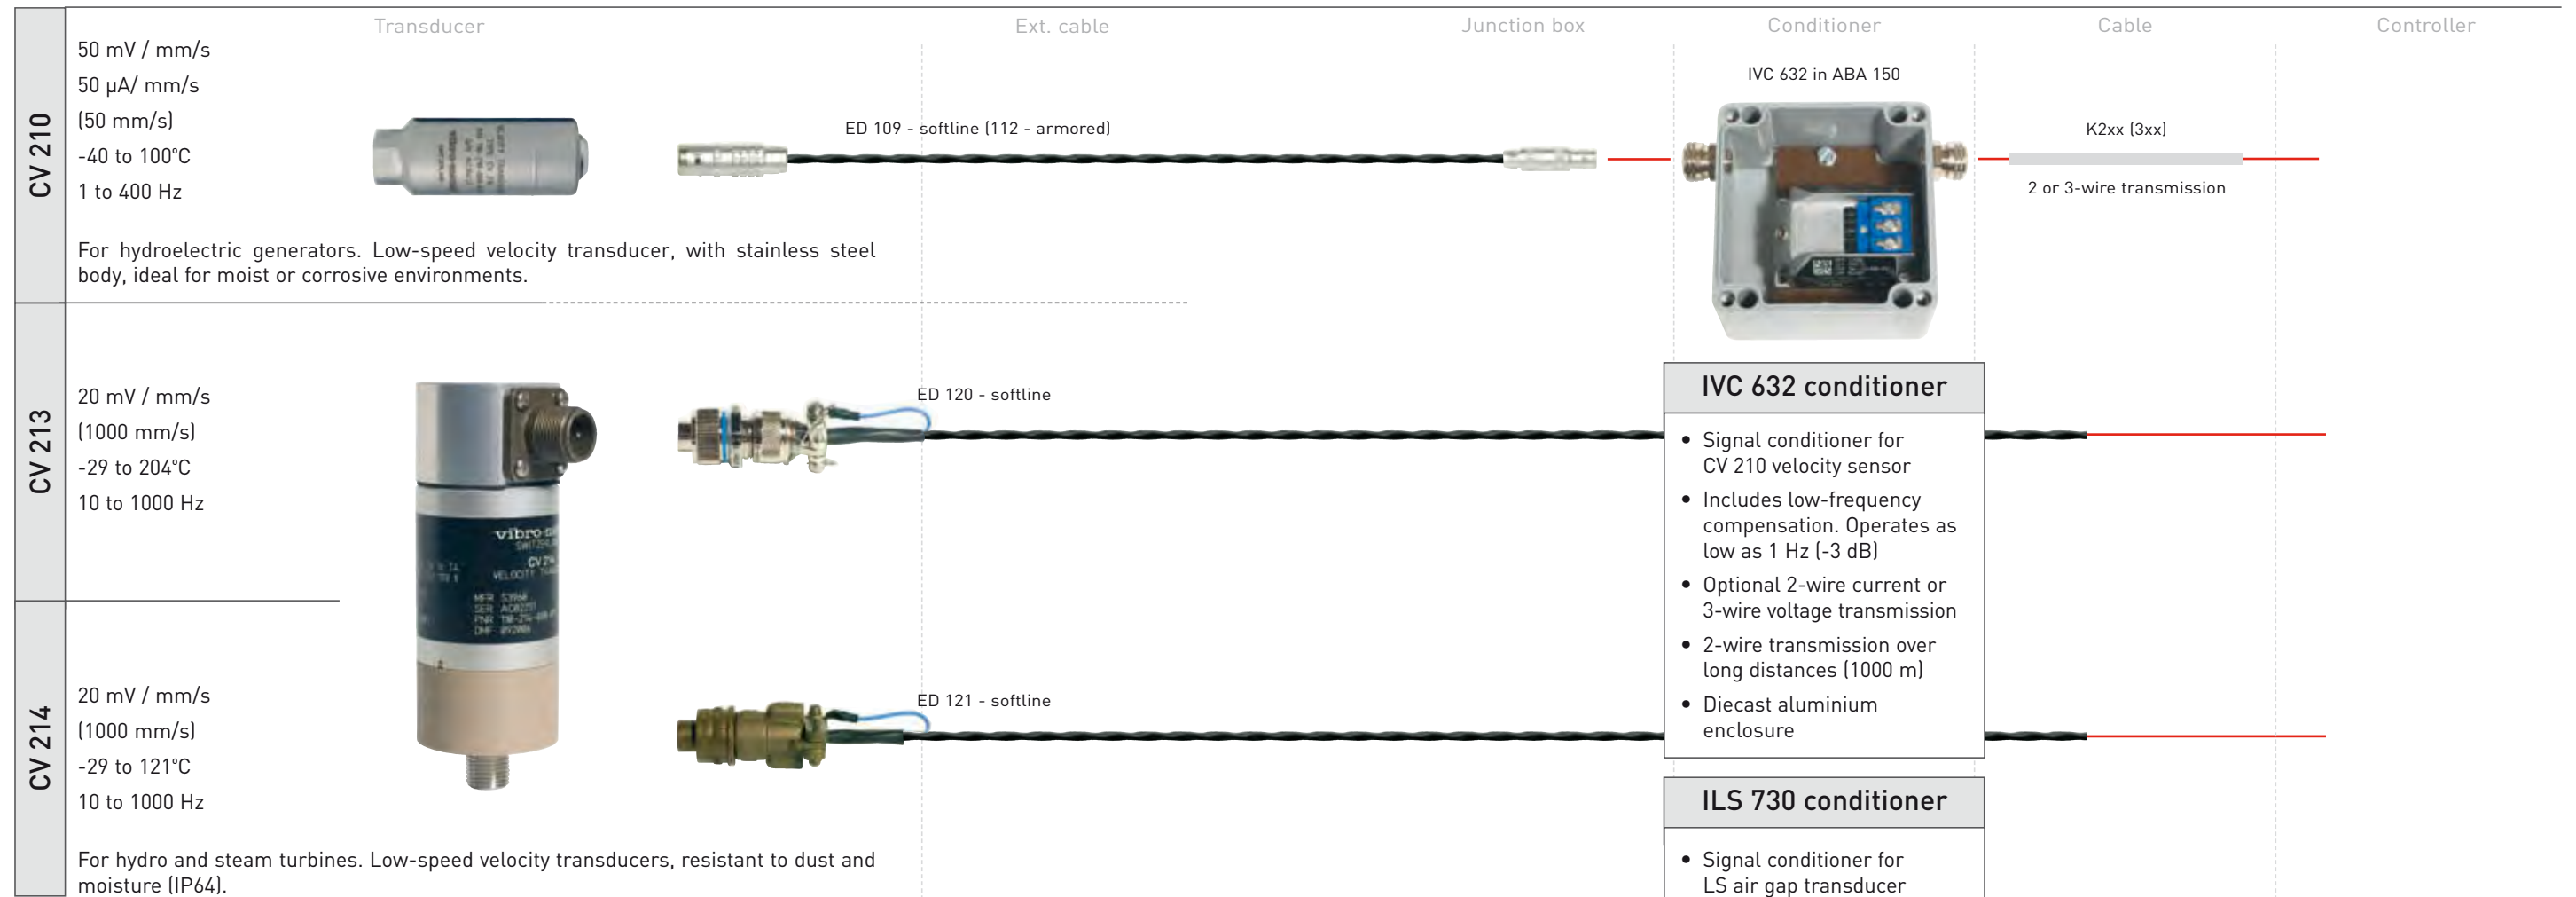 Transducer
Ext. cable
Junction box
Conditioner
Cable
Controller
CV 210
50 mV / mm/s
50 µA/ mm/s
(50 mm/s)
-40 to 100°C
1 to 400 Hz
For hydroelectric generators. Low-speed velocity transducer, with stainless steel
body, ideal for moist or corrosive environments.
ED 109 - softline (112 - armored)
IVC 632 in ABA 150
K2xx (3xx)
2 or 3-wire transmission
CV 213
20 mV / mm/s
(1000 mm/s)
-29 to 204°C
10 to 1000 Hz
ED 120 - softline
vibro-m
CV 214
VELOCITY
MFR S3960
CV 214
20 mV / mm/s
(1000 mm/s)
-29 to 121°C
10 to 1000 Hz
For hydro and steam turbines. Low-speed velocity transducers, resistant to dust and
moisture (IP64).
ED 121 - softline
IVC 632 conditioner
• Signal conditioner for
CV 210 velocity sensor
• Includes low-frequency
compensation. Operates as
low as 1 Hz (-3 dB)
• Optional 2-wire current or
3-wire voltage transmission
• 2-wire transmission over
long distances (1000 m)
• Diecast aluminium
enclosure
ILS 730 conditioner
• Signal conditioner for
LS air gap transducer